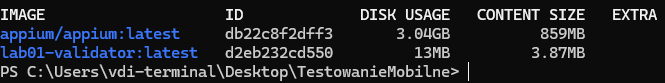 IMAGE ID DISK USAGE CONTENT SIZE EXTRA
appium/appium:latest db22c8f2dff3 3.04GB 859MB
lab01-validator:latest d2eb232cd550 13MB 3.87MB
PS C:\Users\vdi-terminal\Desktop\TestowanieMobilne>